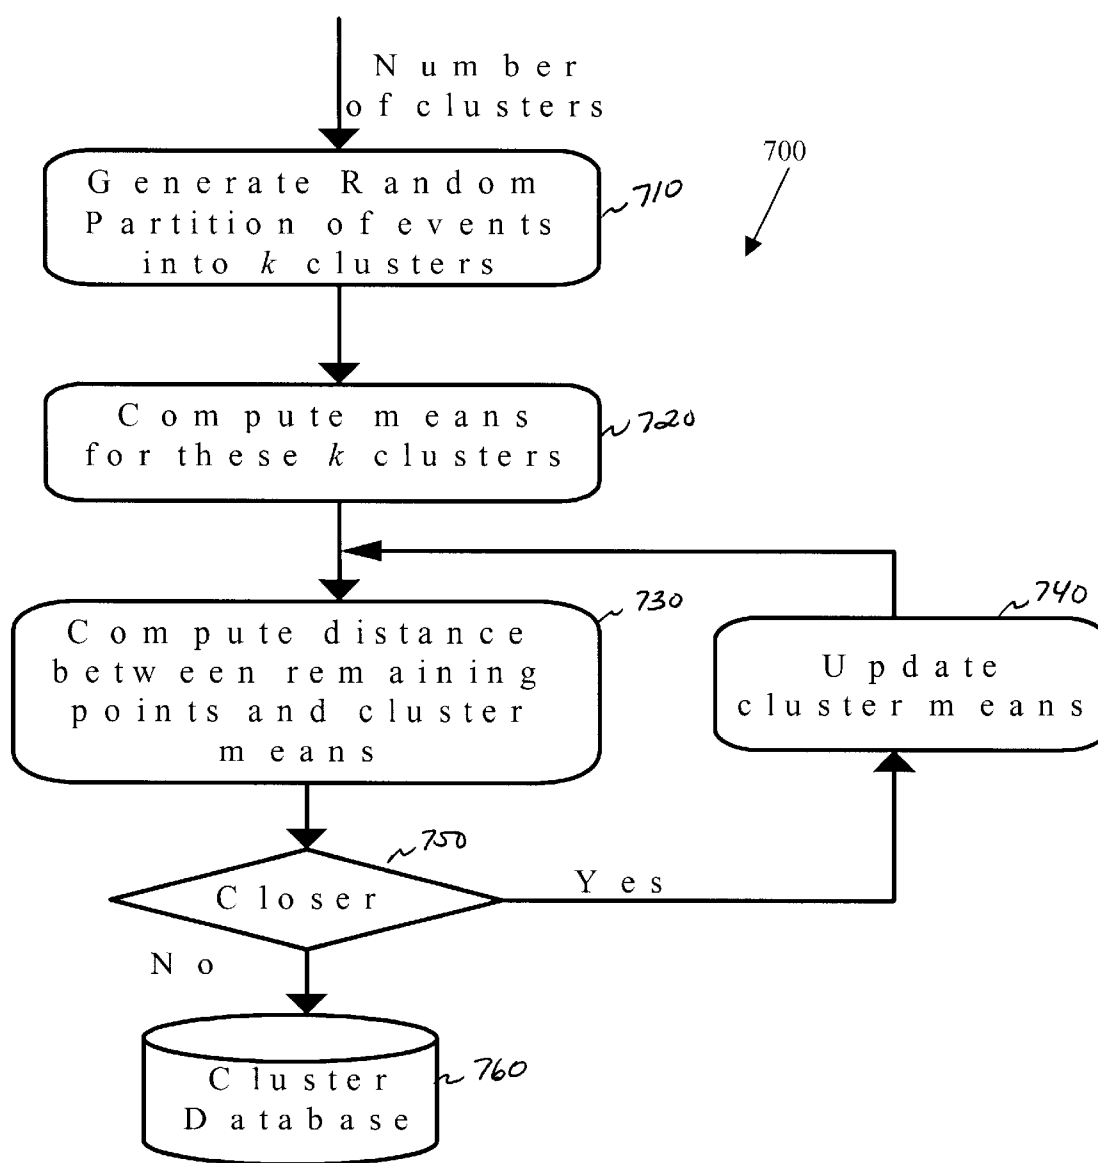 Number
of clusters
700
Generate Random
Partition of events
into k clusters
710
Compute means
for these k clusters
720
Compute distance
between remaining
points and cluster
means
730
Update
cluster means
740
Closer
750
Yes
No
Cluster
Database
760